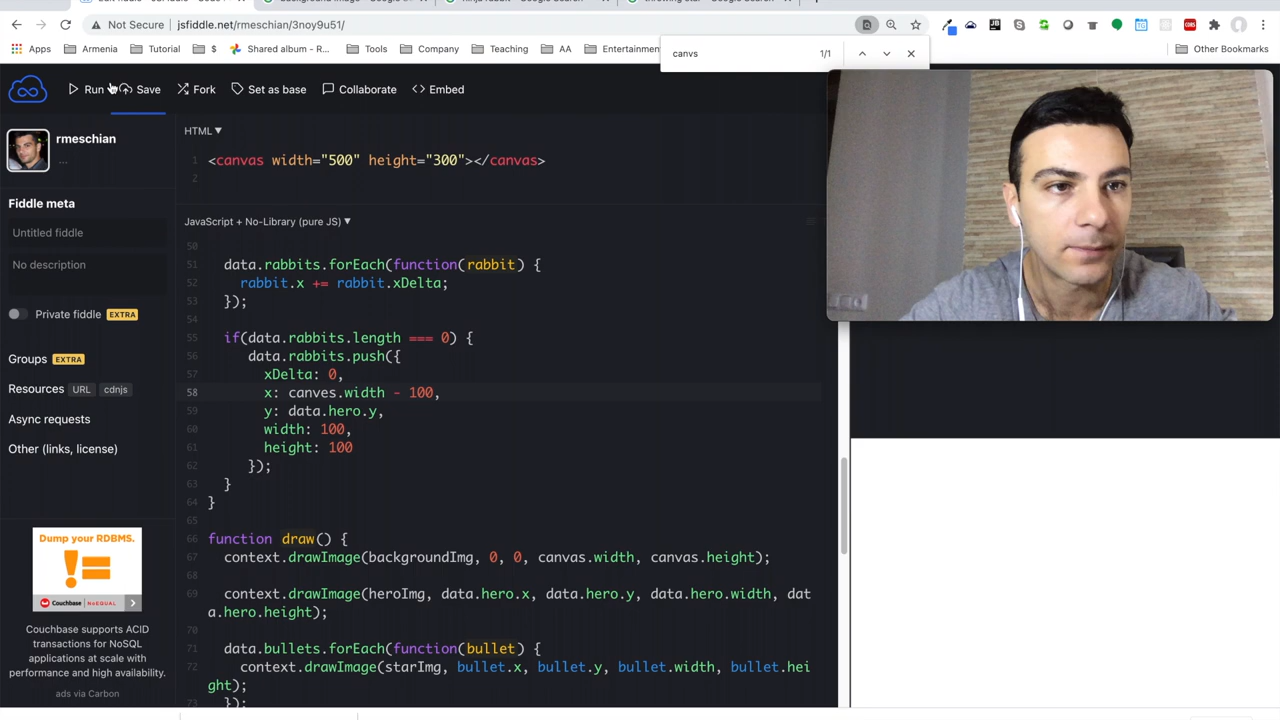 Not Secure | jsfiddle.net/rmeschian/3noy9u51/
Apps Armenia Tutorial $ Shared album - R... Tools Company Teaching AA Entertainmen Other Bookmarks
canvs 1/1
Run Save Fork Set as base Collaborate Embed
rmeschian
...
Fiddle meta
Untitled fiddle
No description
Private fiddle EXTRA
Groups EXTRA
Resources URL cdnjs
Async requests
Other (links, license)
Dump your RDBMS.
Couchbase NoEQUAL
Couchbase supports ACID
transactions for NoSQL
applications at scale with
performance and high availability.
ads via Carbon
HTML ▼
1 <canvas width="500" height="300"></canvas>
2
JavaScript + No-Library (pure JS) ▼
50
51 data.rabbits.forEach(function(rabbit) {
52 rabbit.x += rabbit.xDelta;
53 });
54
55 if(data.rabbits.length === 0) {
56 data.rabbits.push({
57 xDelta: 0,
58 x: canves.width - 100,
59 y: data.hero.y,
60 width: 100,
61 height: 100
62 });
63 }
64 }
65
66 function draw() {
67 context.drawImage(backgroundImg, 0, 0, canvas.width, canvas.height);
68
69 context.drawImage(heroImg, data.hero.x, data.hero.y, data.hero.width, dat
a.hero.height);
70
71 data.bullets.forEach(function(bullet) {
72 context.drawImage(starImg, bullet.x, bullet.y, bullet.width, bullet.hei
ght);
73 });